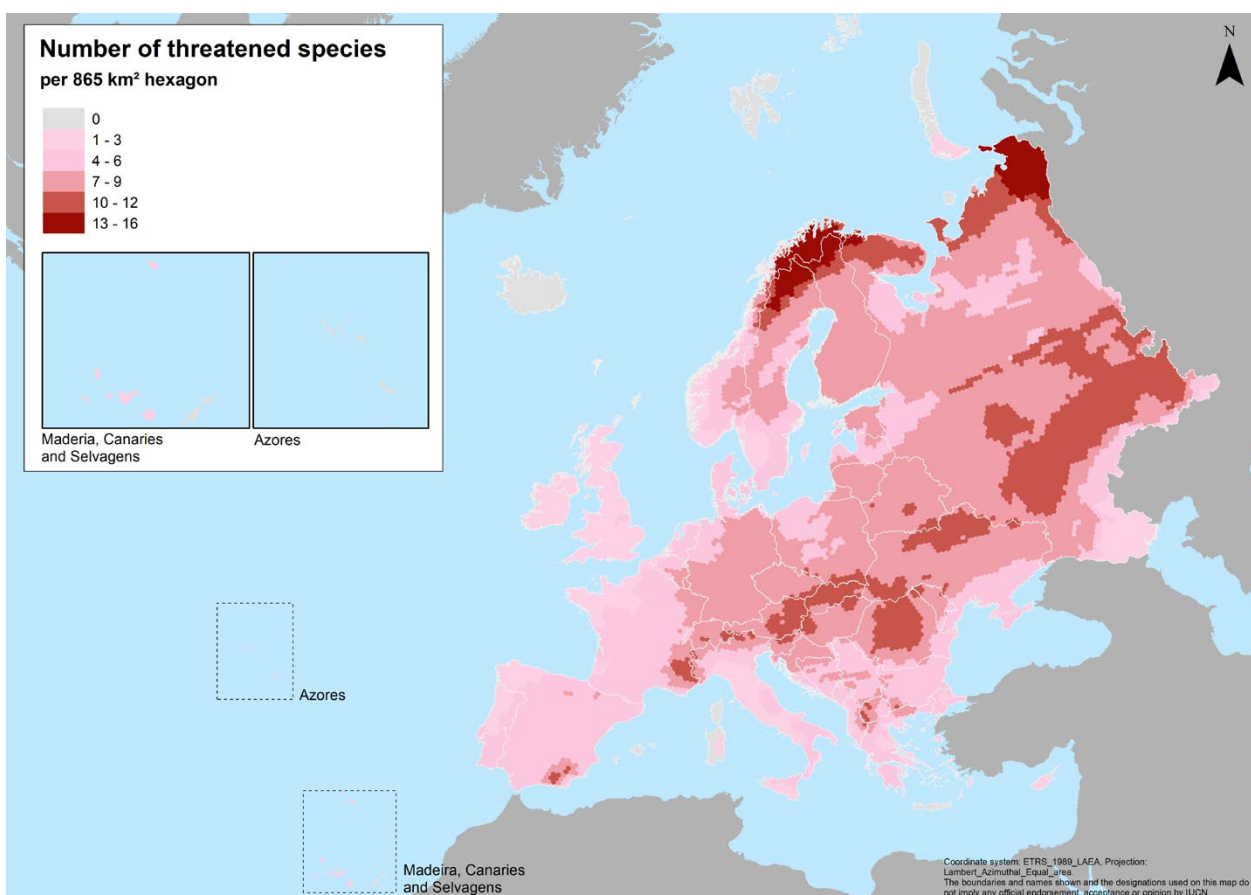 Number of threatened species
per 865 km² hexagon
0
1 - 3
4 - 6
7 - 9
10 - 12
13 - 16
Maderia, Canaries
and Selvagens
Azores
N
Azores
Madeira, Canaries
and Selvagens
Coordinate system: ETRS_1989_LAEA, Projection:
Lambert_Azimuthal_Equal_area.
The boundaries and names shown and the designations used on this map do
not imply any official endorsement, acceptance or opinion by IUCN